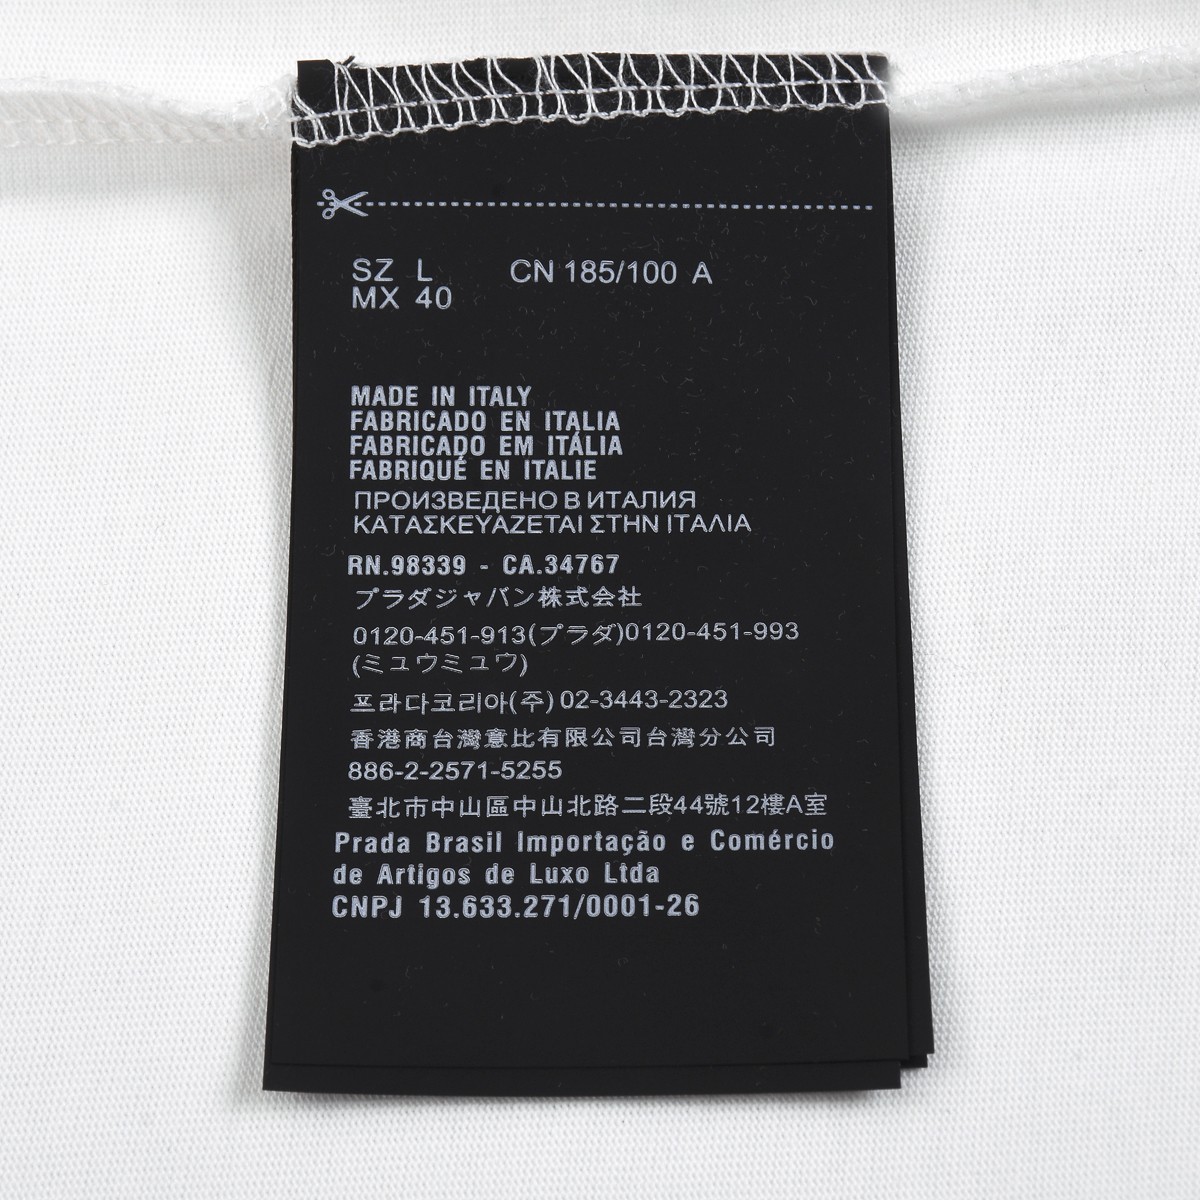 SZ L CN 185/100 A
MX 40
MADE IN ITALY
FABRICADO EN ITALIA
FABRICADO EM ITÁLIA
FABRIQUÉ EN ITALIE
ПРОИЗВЕДЕНО В ИТАЛИЯ
ΚΑΤΑΣΚΕΥΑΖΕΤΑΙ ΣΤΗΝ ΙΤΑΛΙΑ
RN.98339 - CA.34767
プラダジャパン株式会社
0120-451-913(プラダ)0120-451-993
(ミュウミュウ)
프라다코리아(주) 02-3443-2323
香港商台灣意比有限公司台灣分公司
886-2-2571-5255
臺北市中山區中山北路二段44號12樓A室
Prada Brasil Importação e Comércio
de Artigos de Luxo Ltda
CNPJ 13.633.271/0001-26